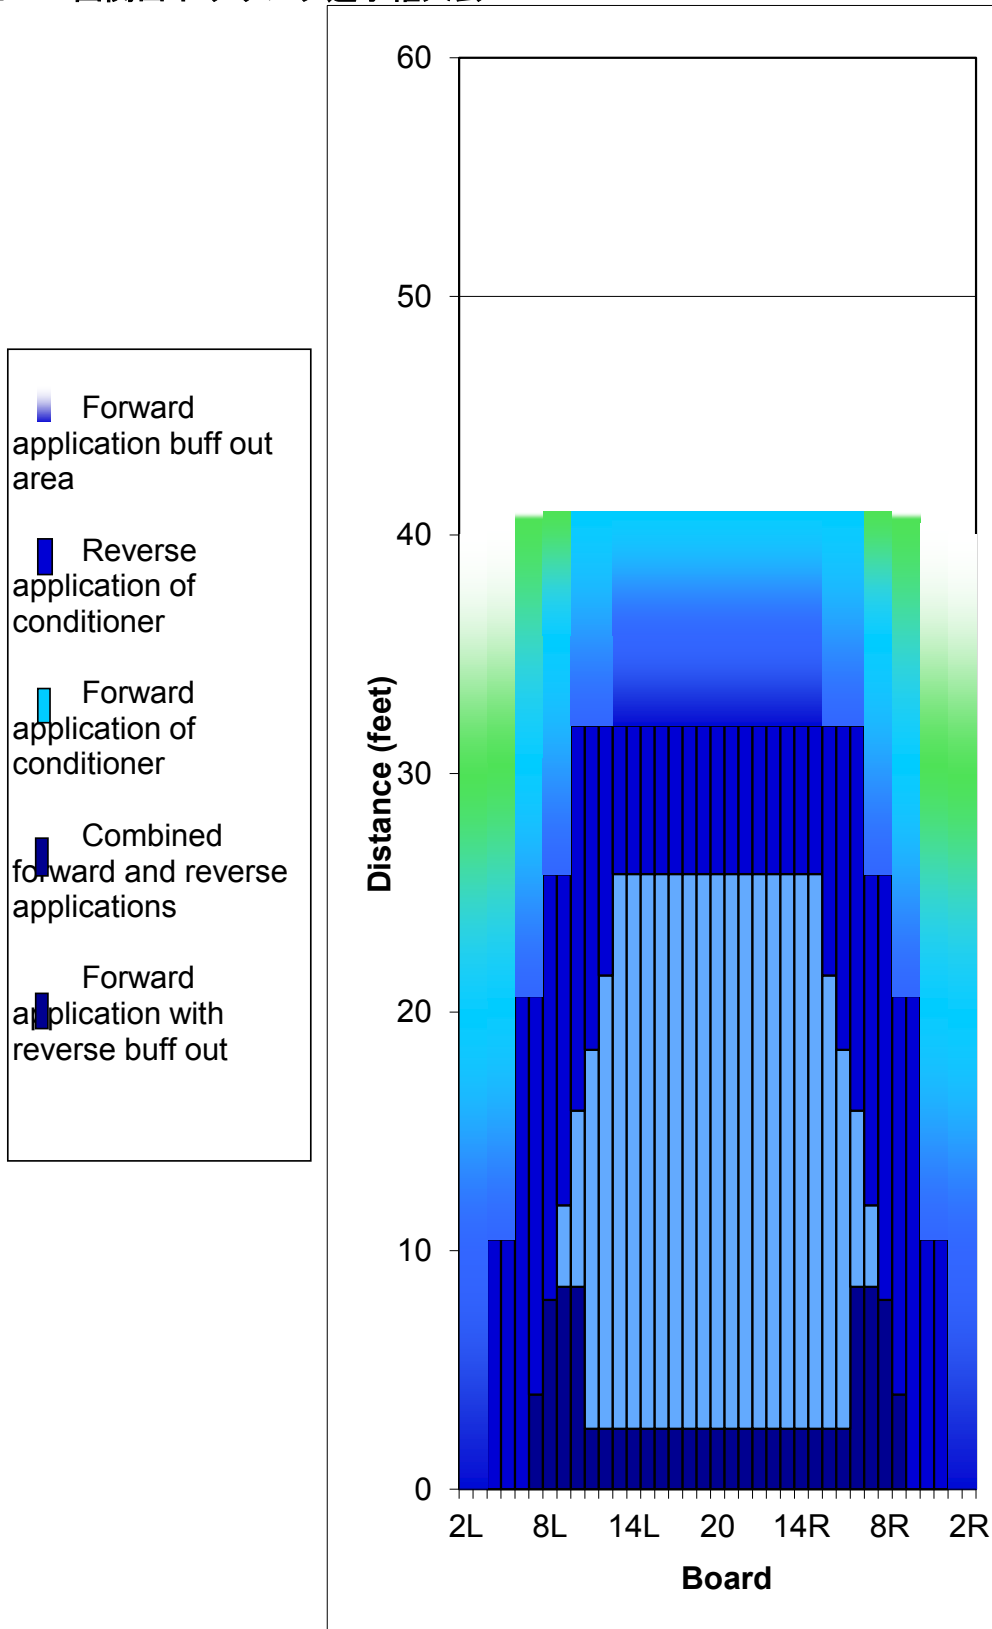 60
50
40
30
20
10
0
Distance (feet)
2L 8L 14L 20 14R 8R 2R
Board
Forward
application buff out
area
Reverse
application of
conditioner
Forward
application of
conditioner
Combined
forward and reverse
applications
Forward
application with
reverse buff out